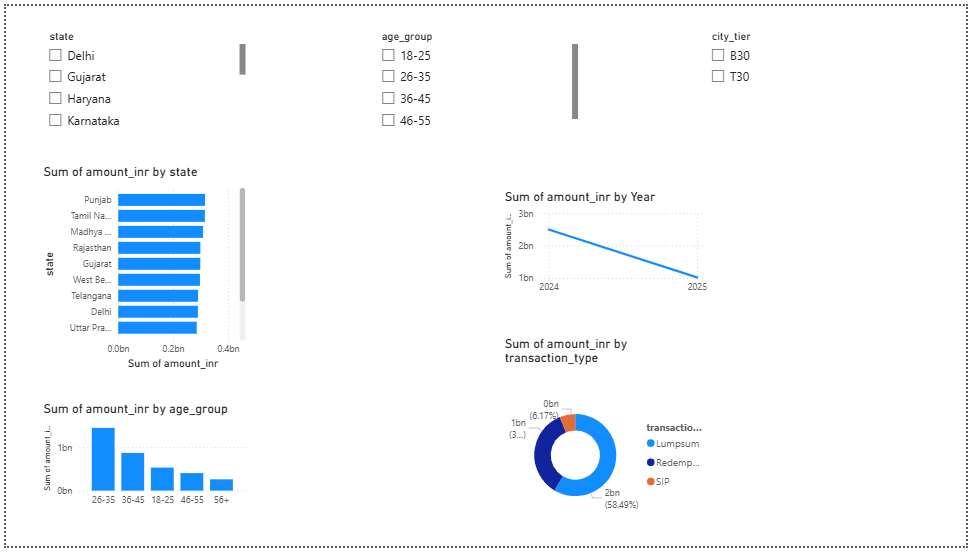 state
Delhi
Gujarat
Haryana
Karnataka
age_group
18-25
26-35
36-45
46-55
city_tier
B30
T30
Sum of amount_inr by state
state
Punjab
Tamil Na...
Madhya ...
Rajasthan
Gujarat
West Be...
Telangana
Delhi
Uttar Pra...
0.0bn 0.2bn 0.4bn
Sum of amount_inr
Sum of amount_inr by Year
Sum of amount_i...
3bn
2bn
1bn
2024 2025
Sum of amount_inr by age_group
Sum of amount_i...
1bn
0bn
26-35 36-45 18-25 46-55 56+
Sum of amount_inr by
transaction_type
0bn
(6.17%)
1bn
(3...)
2bn
(58.49%)
transactio...
Lumpsum
Redemp...
SIP